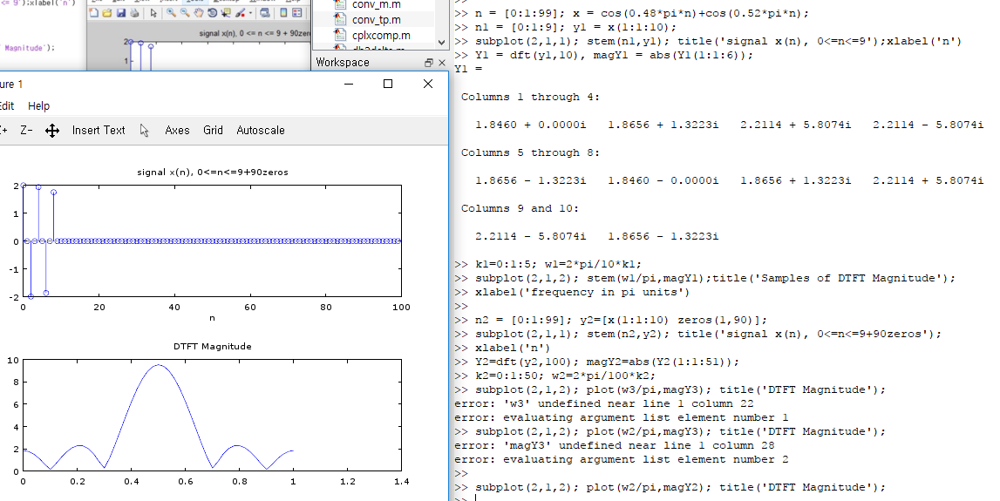 <= 9');xlabel('n')
Magnitude');
signal x(n), 0 <= n <= 9 + 90zer
2
1
conv_m.m
conv_tp.m
cplxcomp.m
Workspace
ure 1
Edit Help
Z+ Z- Insert Text Axes Grid Autoscale
signal x(n), 0<=n<=9+90zeros
2
1
0
-1
-2
0 20 40 60 80 100
n
DTFT Magnitude
10
8
6
4
2
0
0 0.2 0.4 0.6 0.8 1 1.2 1.4
>>
>> n = [0:1:99]; x = cos(0.48*pi*n)+cos(0.52*pi*n);
>> n1 = [0:1:9]; y1 = x(1:1:10);
>> subplot(2,1,1); stem(n1,y1); title('signal x(n), 0<=n<=9');xlabel('n')
>> Y1 = dft(y1,10), magY1 = abs(Y1(1:1:6));
Y1 =
Columns 1 through 4:
1.8460 + 0.0000i 1.8656 + 1.3223i 2.2114 + 5.8074i 2.2114 - 5.8074i
Columns 5 through 8:
1.8656 - 1.3223i 1.8460 - 0.0000i 1.8656 + 1.3223i 2.2114 + 5.8074i
Columns 9 and 10:
2.2114 - 5.8074i 1.8656 - 1.3223i
>> k1=0:1:5; w1=2*pi/10*k1;
>> subplot(2,1,2); stem(w1/pi,magY1);title('Samples of DTFT Magnitude');
>> xlabel('frequency in pi units')
>>
>> n2 = [0:1:99]; y2=[x(1:1:10) zeros(1,90)];
>> subplot(2,1,1); stem(n2,y2); title('signal x(n), 0<=n<=9+90zeros');
>> xlabel('n')
>> Y2=dft(y2,100); magY2=abs(Y2(1:1:51));
>> k2=0:1:50; w2=2*pi/100*k2;
>> subplot(2,1,2); plot(w3/pi,magY3); title('DTFT Magnitude');
error: 'w3' undefined near line 1 column 22
error: evaluating argument list element number 1
>> subplot(2,1,2); plot(w2/pi,magY3); title('DTFT Magnitude');
error: 'magY3' undefined near line 1 column 28
error: evaluating argument list element number 2
>>
>> subplot(2,1,2); plot(w2/pi,magY2); title('DTFT Magnitude');
>>